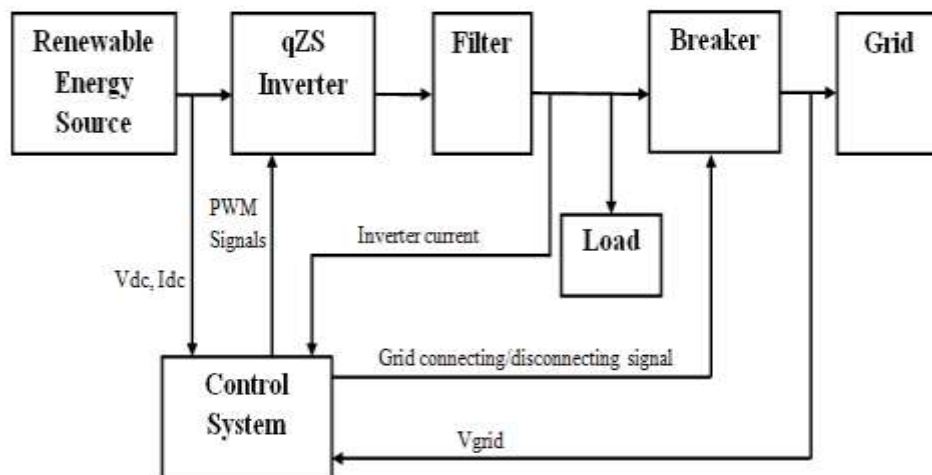 Renewable
Energy
Source
qZS
Inverter
Filter
Breaker
Grid
PWM
Signals
Inverter current
Load
Vdc, Idc
Grid connecting/disconnecting signal
Control
System
Vgrid